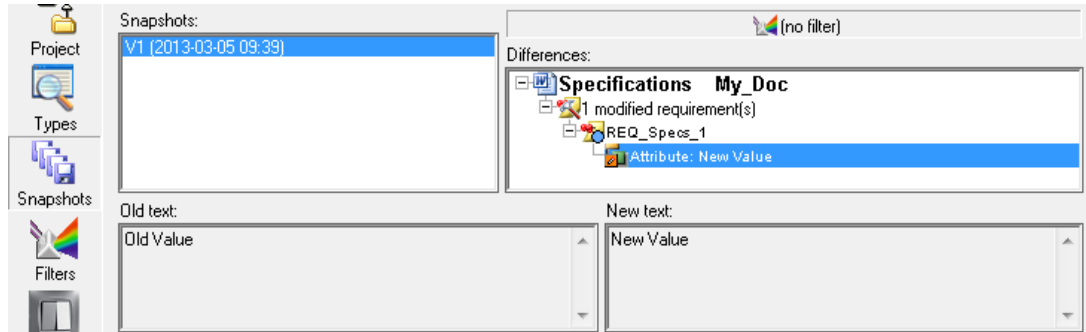 Project
Types
Snapshots
Filters
Snapshots:
V1 (2013-03-05 09:39)
(no filter)
Differences:
Specifications My_Doc
1 modified requirement(s)
REQ_Specs_1
Attribute: New Value
Old text:
Old Value
New text:
New Value